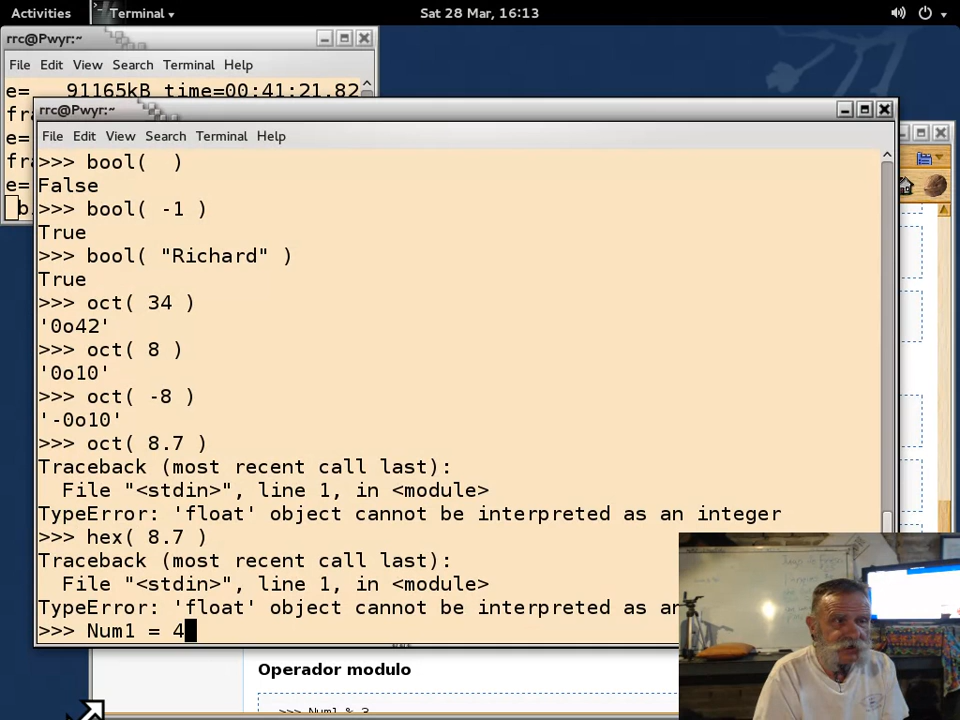 Activities
Terminal
Sat 28 Mar, 16:13
rrc@Pwyr:~
File Edit View Search Terminal Help
e= 91165kB time=00:41:21.82
fra
e=
fra
e=
b
rrc@Pwyr:~
File Edit View Search Terminal Help
>>> bool(  )
False
>>> bool( -1 )
True
>>> bool( "Richard" )
True
>>> oct( 34 )
'0o42'
>>> oct( 8 )
'0o10'
>>> oct( -8 )
'-0o10'
>>> oct( 8.7 )
Traceback (most recent call last):
  File "<stdin>", line 1, in <module>
TypeError: 'float' object cannot be interpreted as an integer
>>> hex( 8.7 )
Traceback (most recent call last):
  File "<stdin>", line 1, in <module>
TypeError: 'float' object cannot be interpreted as an
>>> Num1 = 4
Operador modulo
>>> Num1 % 3